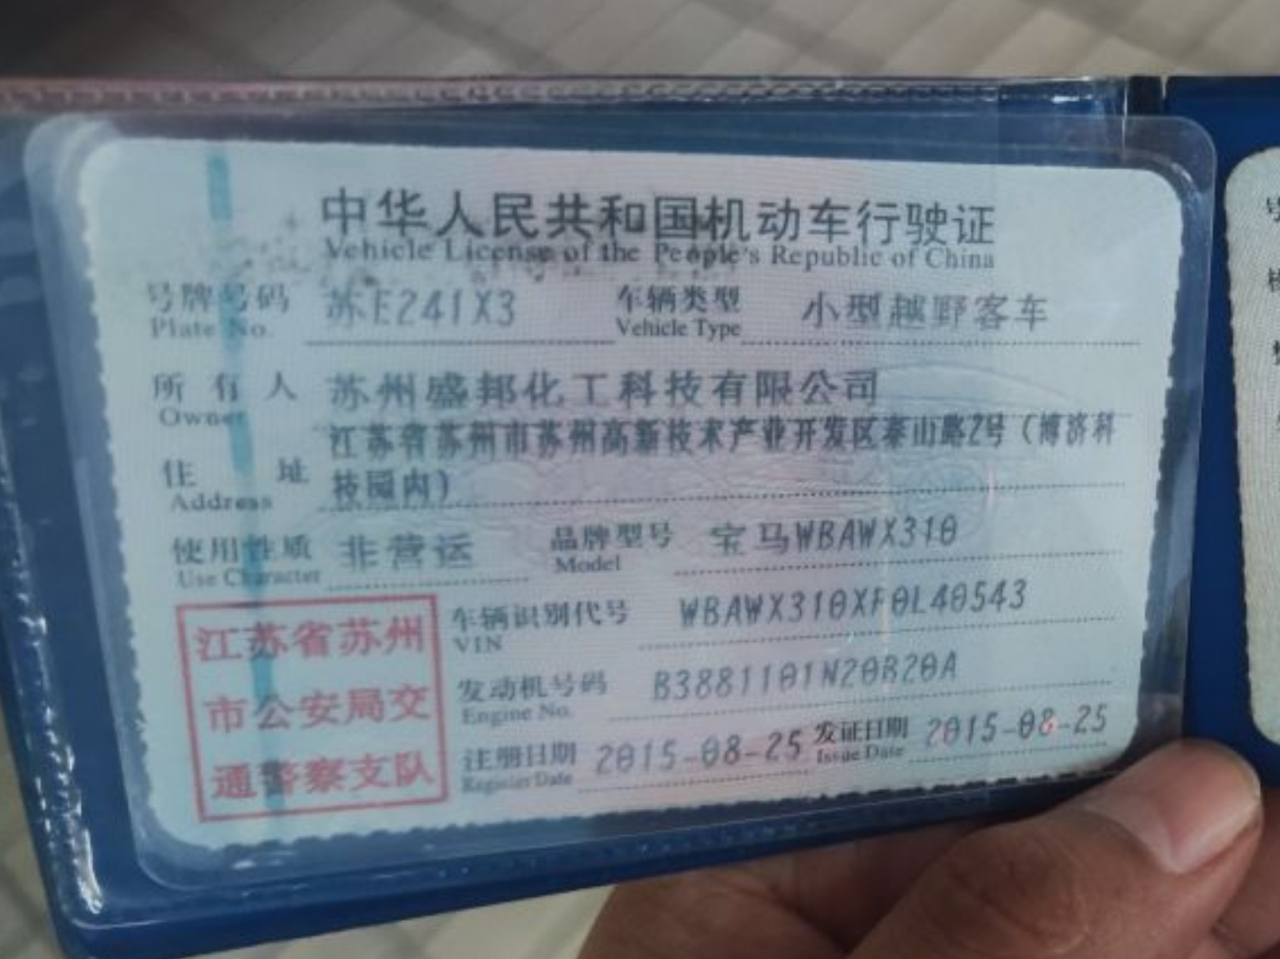 中华人民共和国机动车行驶证
Vehicle License of the People's Republic of China
号牌号码 苏E241X3 车辆类型 小型越野客车
Plate No. Vehicle Type
所有人 苏州盛邦化工科技有限公司
Owner
江苏省苏州市苏州高新技术产业开发区泰山路2号（博济科
住址 技园内）
Address
使用性质 非营运 品牌型号 宝马WBAWX310
Use Character Model
车辆识别代号 WBAWX310XF0L40543
VIN
发动机号码 B3881101N20B20A
Engine No.
注册日期 2015-08-25 发证日期 2015-08-25
Register Date Issue Date
江苏省苏州
市公安局交
通警察支队
号